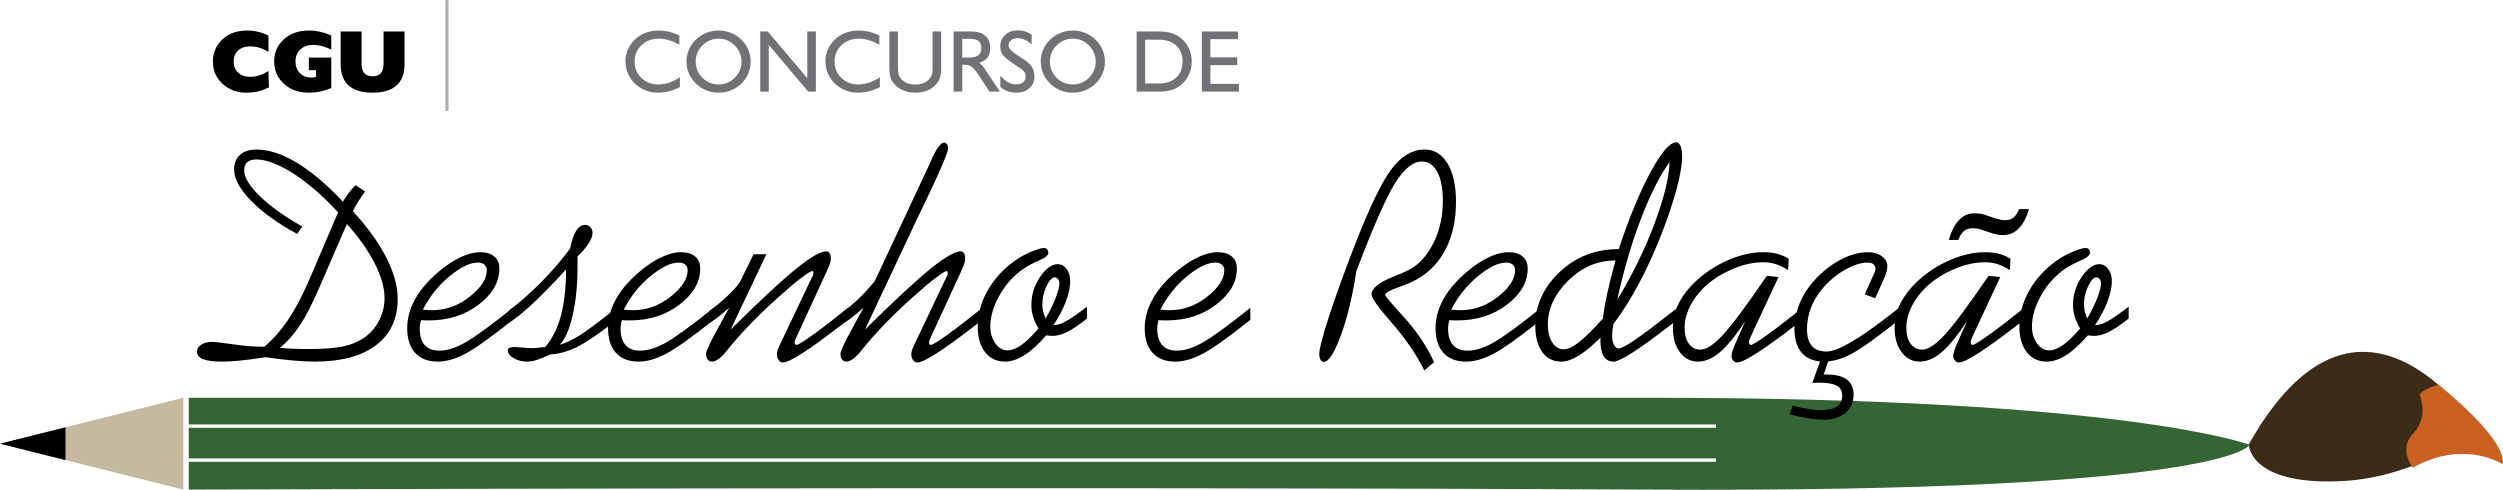 CGU
CONCURSO DE
Desenho e Redação